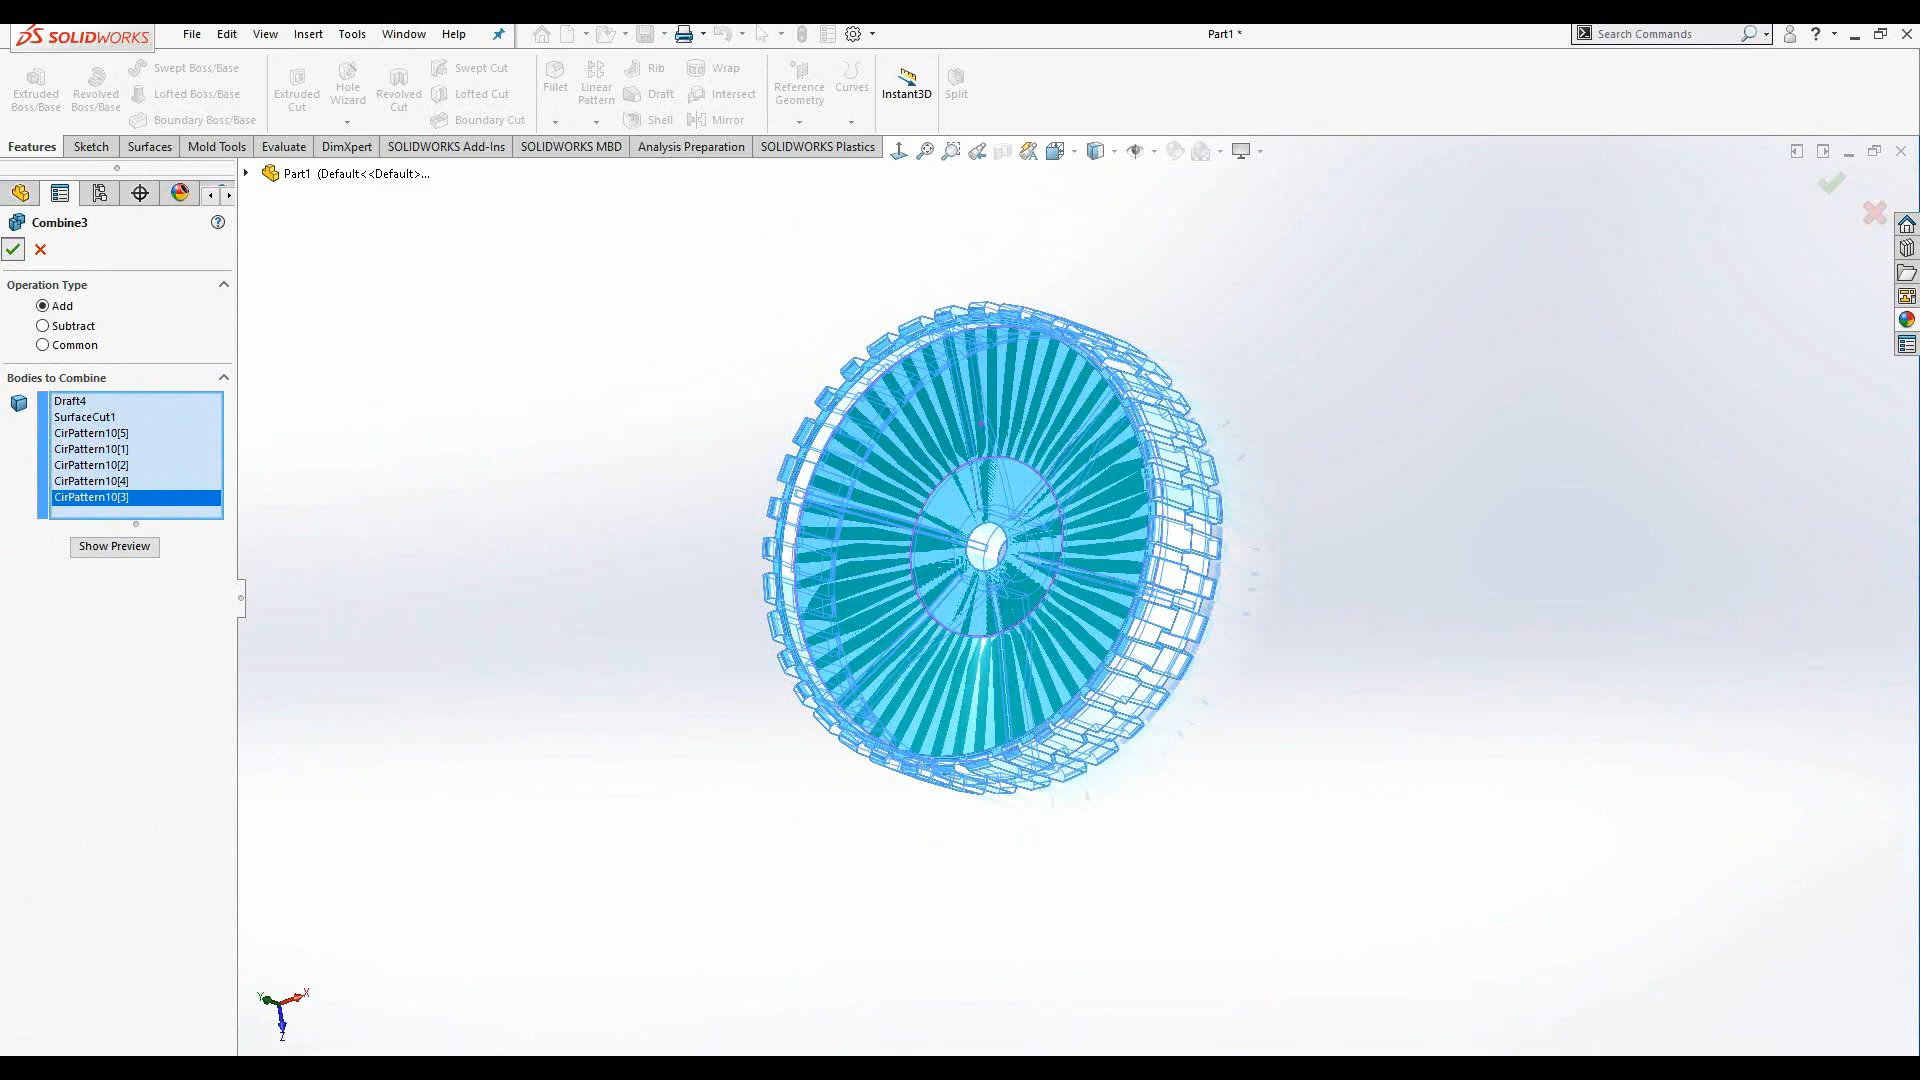 SOLIDWORKS File Edit View Insert Tools Window Help Part1 * Search Commands
Extruded Boss/Base
Revolved Boss/Base
Swept Boss/Base
Lofted Boss/Base
Boundary Boss/Base
Extruded Cut
Hole Wizard
Revolved Cut
Swept Cut
Lofted Cut
Boundary Cut
Fillet
Linear Pattern
Rib
Draft
Shell
Wrap
Intersect
Mirror
Reference Geometry
Curves
Instant3D
Split
Features Sketch Surfaces Mold Tools Evaluate DimXpert SOLIDWORKS Add-Ins SOLIDWORKS MBD Analysis Preparation SOLIDWORKS Plastics
Part1 (Default<<Default>...
Combine3
Operation Type
Add
Subtract
Common
Bodies to Combine
Draft4
SurfaceCut1
CirPattern10[5]
CirPattern10[1]
CirPattern10[2]
CirPattern10[4]
CirPattern10[3]
Show Preview
Y X
Z